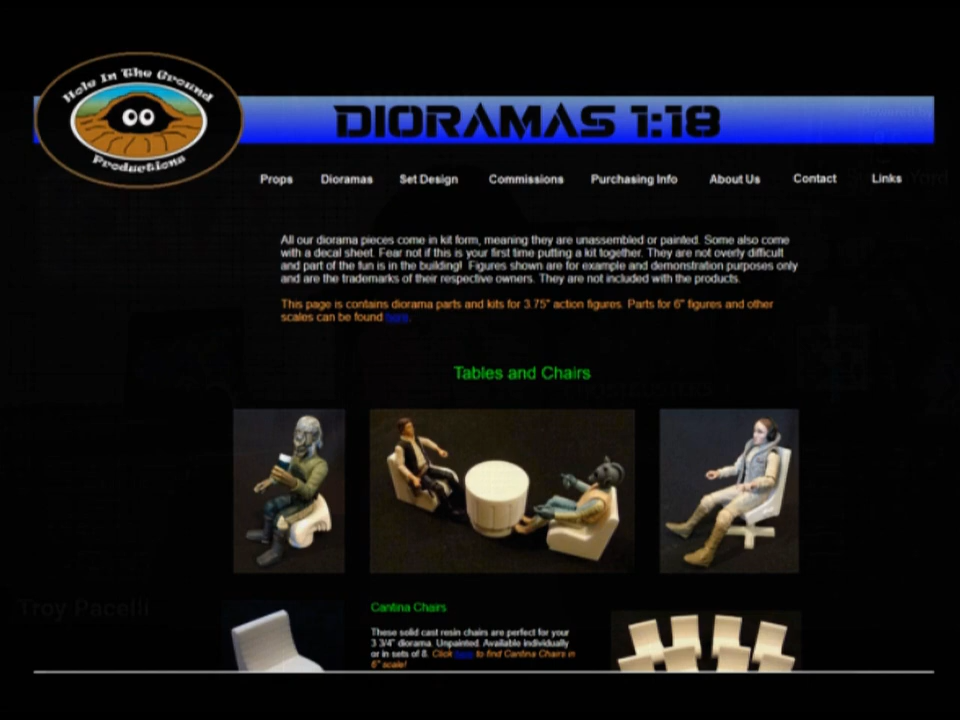 Hole In The Ground
Productions
DIORAMAS 1:18
Props Dioramas Set Design Commissions Purchasing Info About Us Contact Links
All our diorama pieces come in kit form, meaning they are unassembled or painted. Some also come
with a decal sheet. Fear not if this is your first time putting a kit together. They are not overly difficult
and part of the fun is in the building! Figures shown are for example and demonstration purposes only
and are the trademarks of their respective owners. They are not included with the products.
This page is contains diorama parts and kits for 3.75" action figures. Parts for 6" figures and other
scales can be found here.
Tables and Chairs
Troy Pacelli
Cantina Chairs
These solid cast resin chairs are perfect for your
3 3/4" diorama. Unpainted. Available individually
or in sets of 8. Click here to find Cantina Chairs in
6" scale!